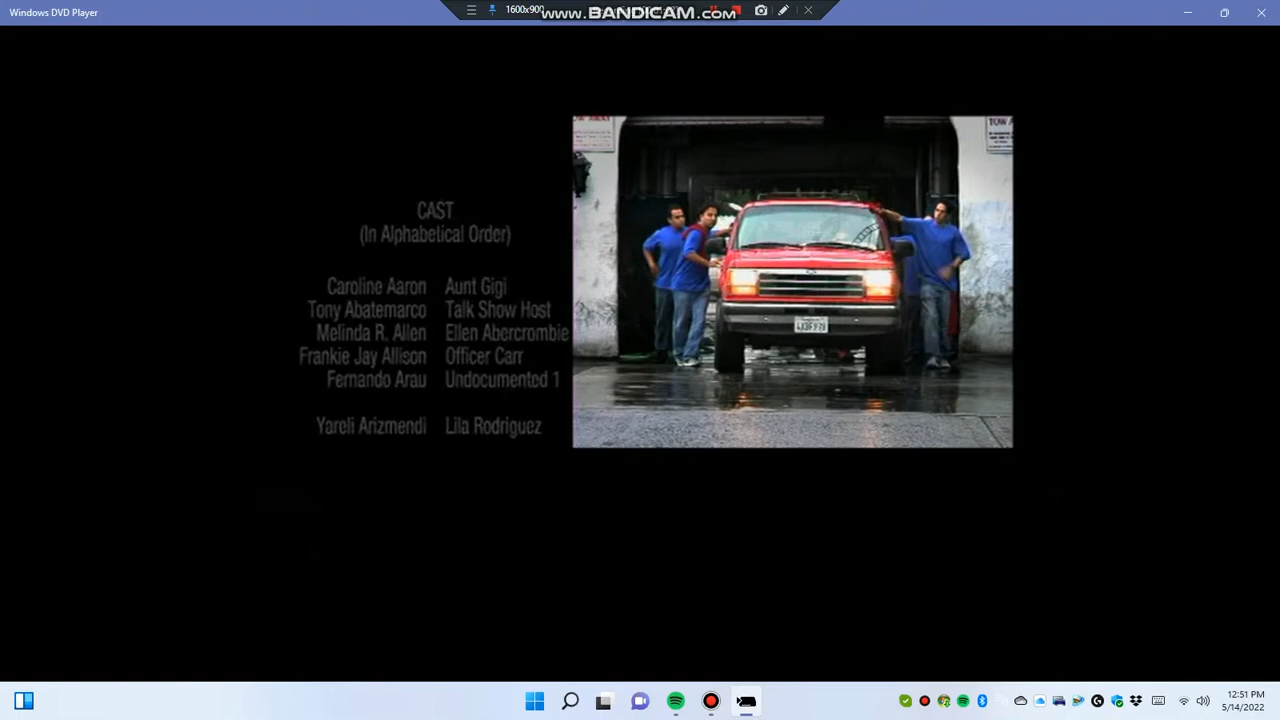 Windows DVD Player
1600x900
www.BANDICAM.com
CAST
(In Alphabetical Order)
Caroline Aaron Aunt Gigi
Tony Abatemarco Talk Show Host
Melinda R. Allen Ellen Abercrombie
Frankie Jay Allison Officer Carr
Fernando Arau Undocumented 1
Yareli Arizmendi Lila Rodriguez
12:51 PM
5/14/2022